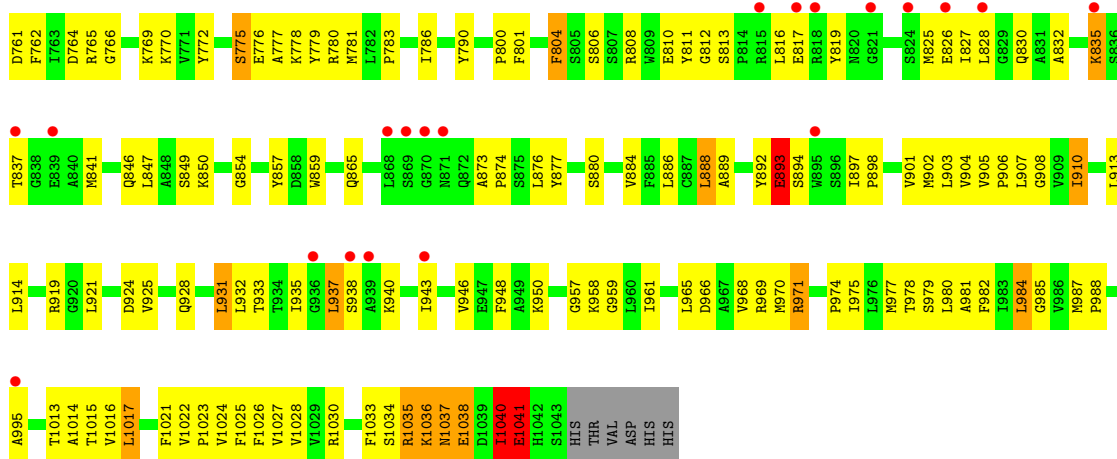 D761 F762 I763 D764 R765 G766 K769 K770 V771 Y772 S775 E776 A777 K778 Y779 R780 M781 L782 P783 I786 Y790 P800 F801 F804 S805 S806 S807 R808 W809 E810 Y811 G812 S813 P814 R815 L816 E817 R818 Y819 N820 G821 S824 M825 E826 I827 L828 G829 Q830 A831 A832 K835 S836
T837 G838 E839 A840 M841 Q846 L847 A848 S849 K850 G854 Y857 D858 W859 Q865 L868 S869 G870 N871 Q872 A873 P874 S875 L876 Y877 S880 V884 F885 L886 C887 L888 A889 Y892 E893 S894 W895 S896 I897 P898 V901 M902 L903 V904 V905 P906 L907 G908 V909 I910 L913
L914 R919 G920 L921 D924 V925 Q928 L931 L932 T933 T934 I935 G936 L937 S938 A939 K940 I943 V946 E947 F948 A949 K950 G957 K958 G959 L960 I961 L965 D966 A967 V968 R969 M970 R971 P974 I975 L976 M977 T978 S979 L980 A981 F982 I983 L984 G985 V986 M987 P988
A995 T1013 A1014 T1015 V1016 L1017 F1021 V1022 P1023 V1024 F1025 F1026 V1027 V1028 V1029 R1030 F1033 S1034 R1035 K1036 N1037 E1038 D1039 I1040 E1041 H1042 S1043 HIS THR VAL ASP HIS HIS